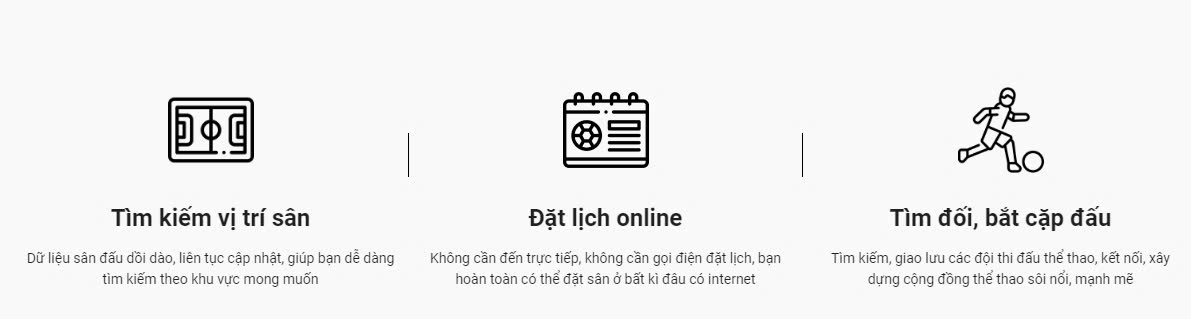 Tìm kiếm vị trí sân
Dữ liệu sân đấu dồi dào, liên tục cập nhật, giúp bạn dễ dàng
tìm kiếm theo khu vực mong muốn
Đặt lịch online
Không cần đến trực tiếp, không cần gọi điện đặt lịch, bạn
hoàn toàn có thể đặt sân ở bất kì đâu có internet
Tìm đối, bắt cặp đấu
Tìm kiếm, giao lưu các đội thi đấu thể thao, kết nối, xây
dựng cộng đồng thể thao sôi nổi, mạnh mẽ